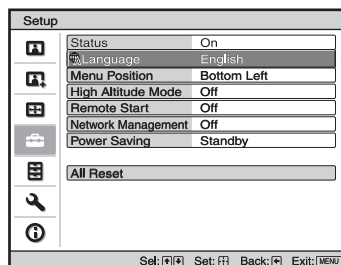 Setup
Status On
Language English
Menu Position Bottom Left
High Altitude Mode Off
Remote Start Off
Network Management Off
Power Saving Standby
All Reset
Sel: Set: Back: Exit: MENU